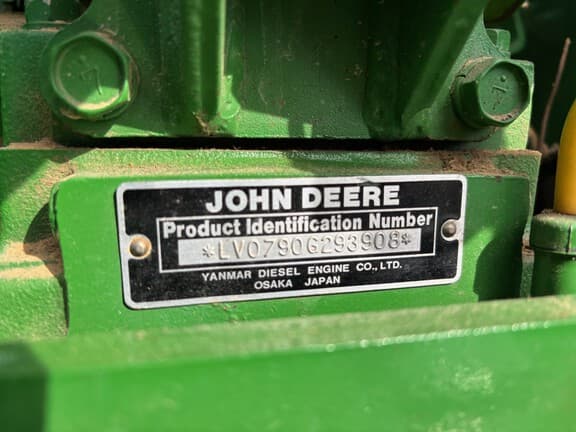 JOHN DEERE
Product Identification Number
*LV0790G293908*
YANMAR DIESEL ENGINE CO., LTD.
OSAKA JAPAN